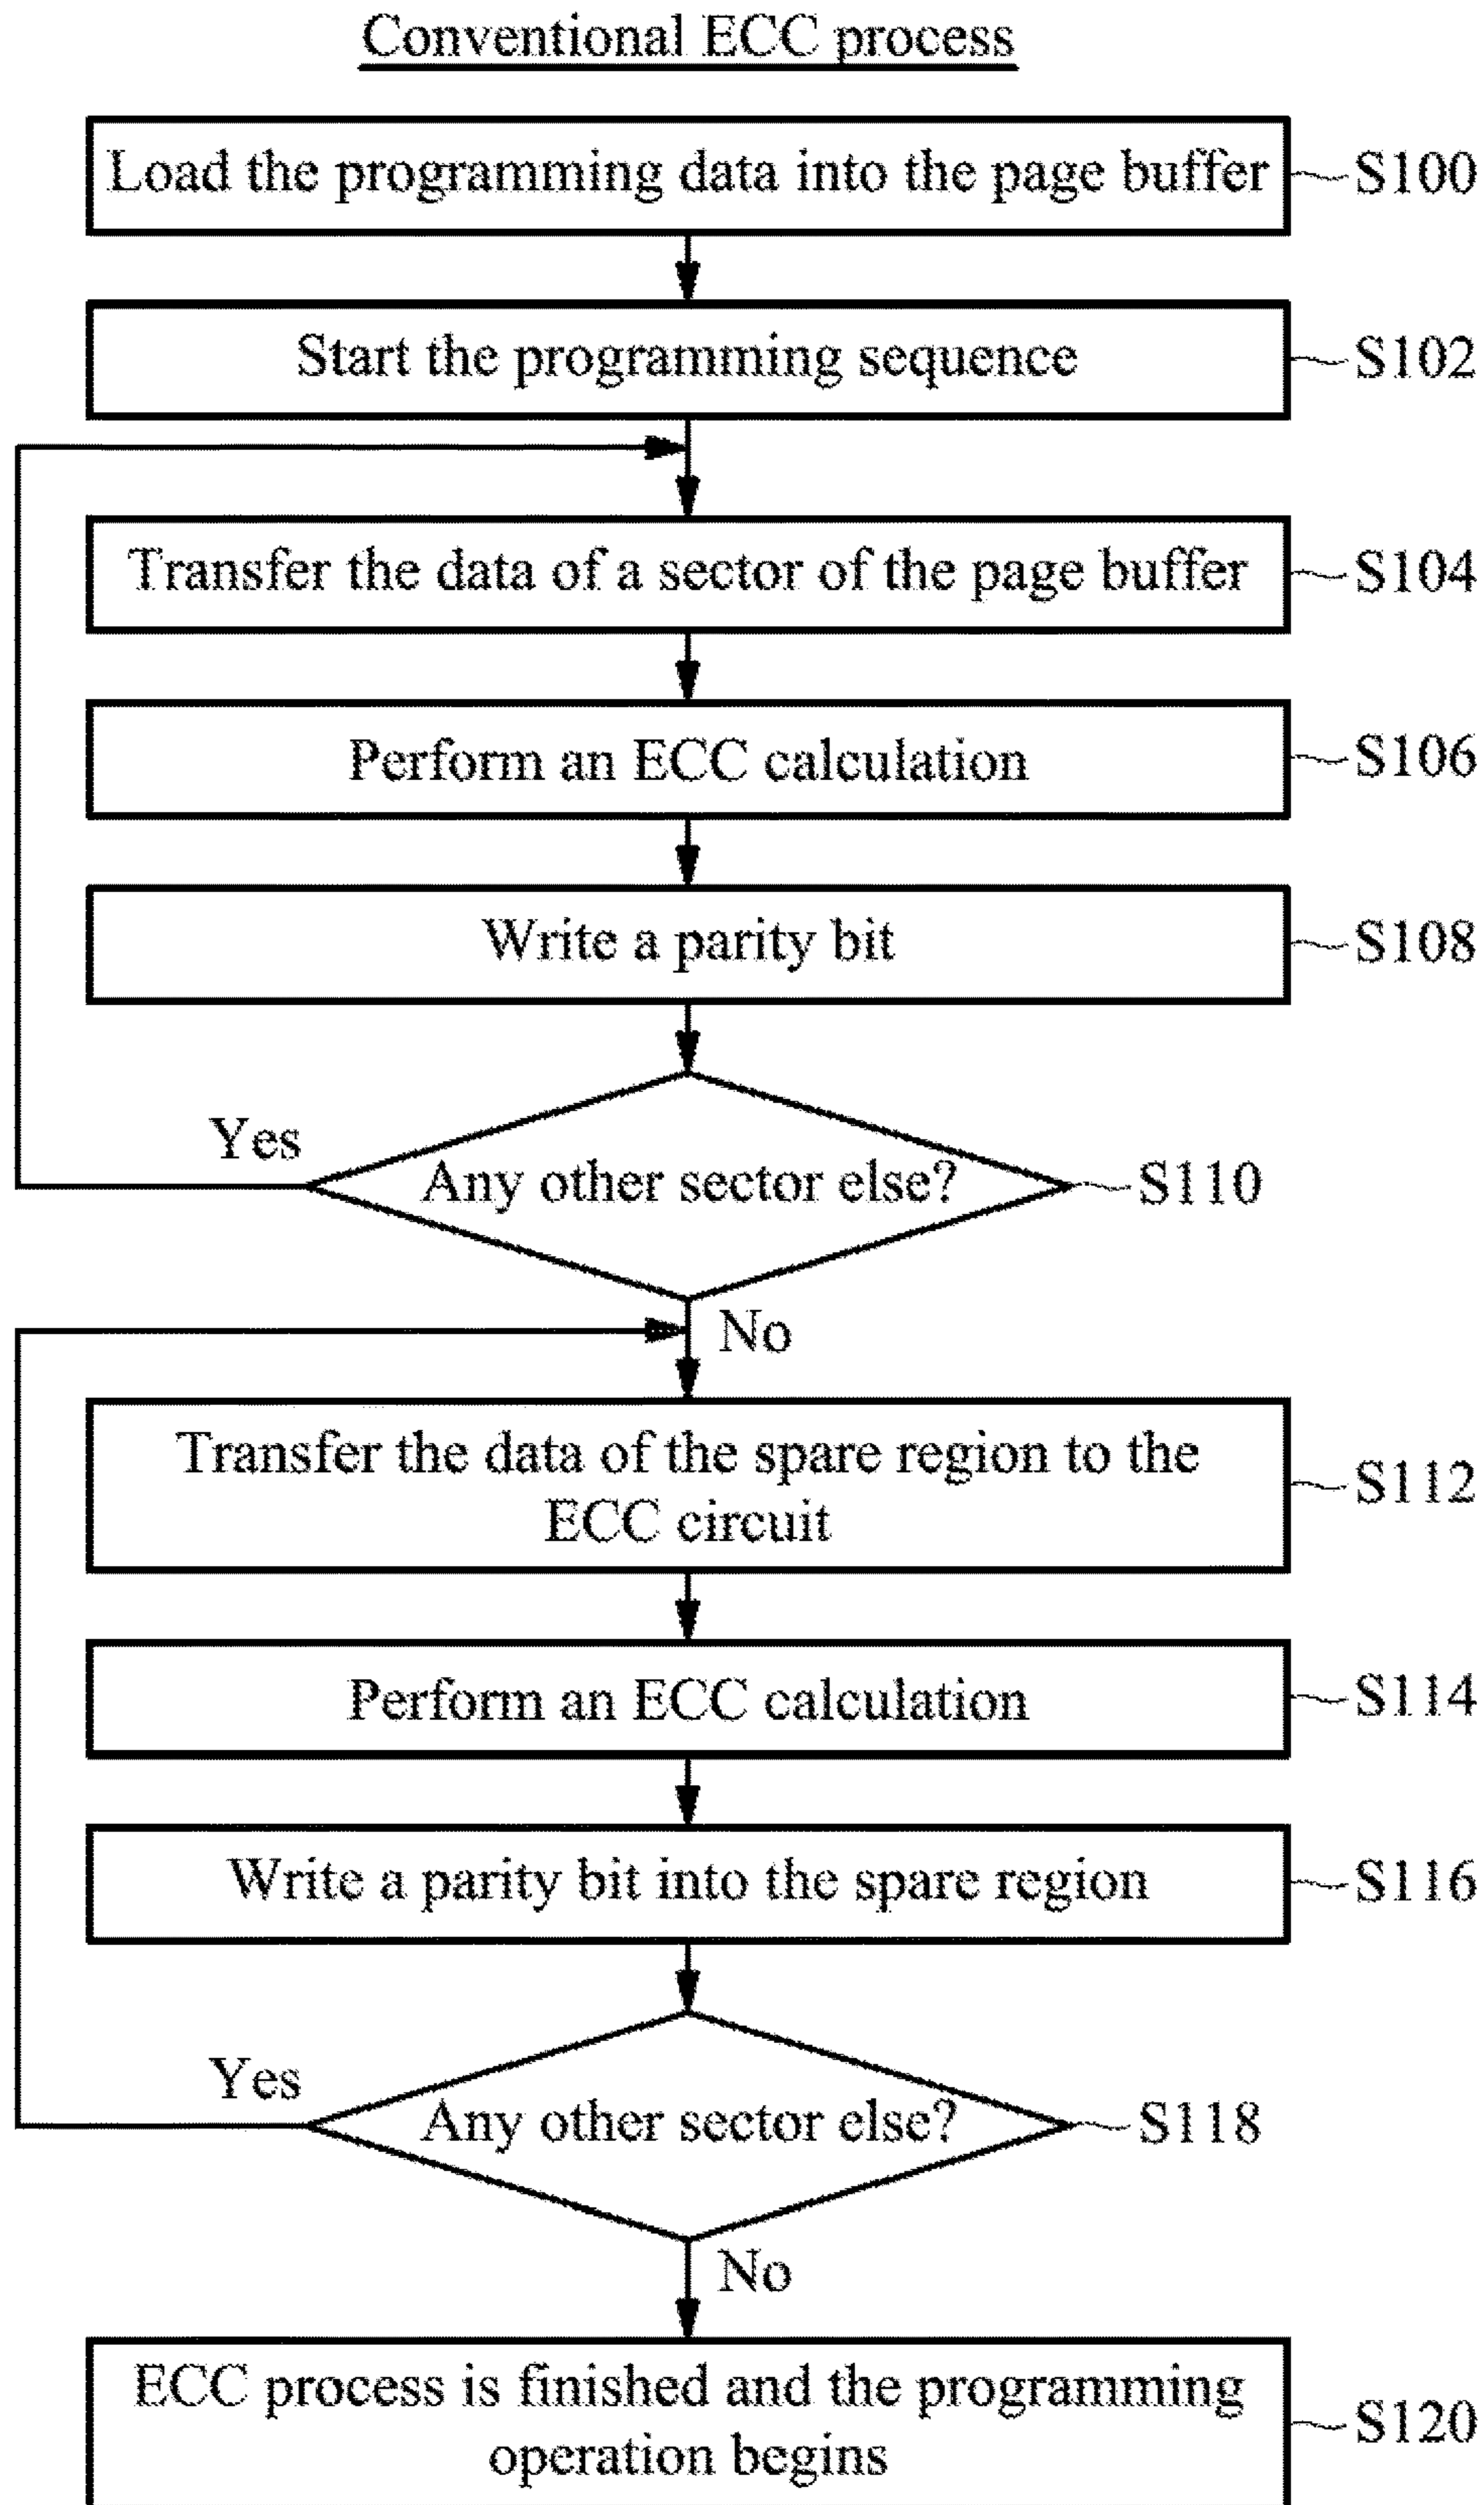 Conventional ECC process
Load the programming data into the page buffer
S100
Start the programming sequence
S102
Transfer the data of a sector of the page buffer
S104
Perform an ECC calculation
S106
Write a parity bit
S108
Yes
Any other sector else?
S110
No
Transfer the data of the spare region to the
ECC circuit
S112
Perform an ECC calculation
S114
Write a parity bit into the spare region
S116
Yes
Any other sector else?
S118
No
ECC process is finished and the programming
operation begins
S120